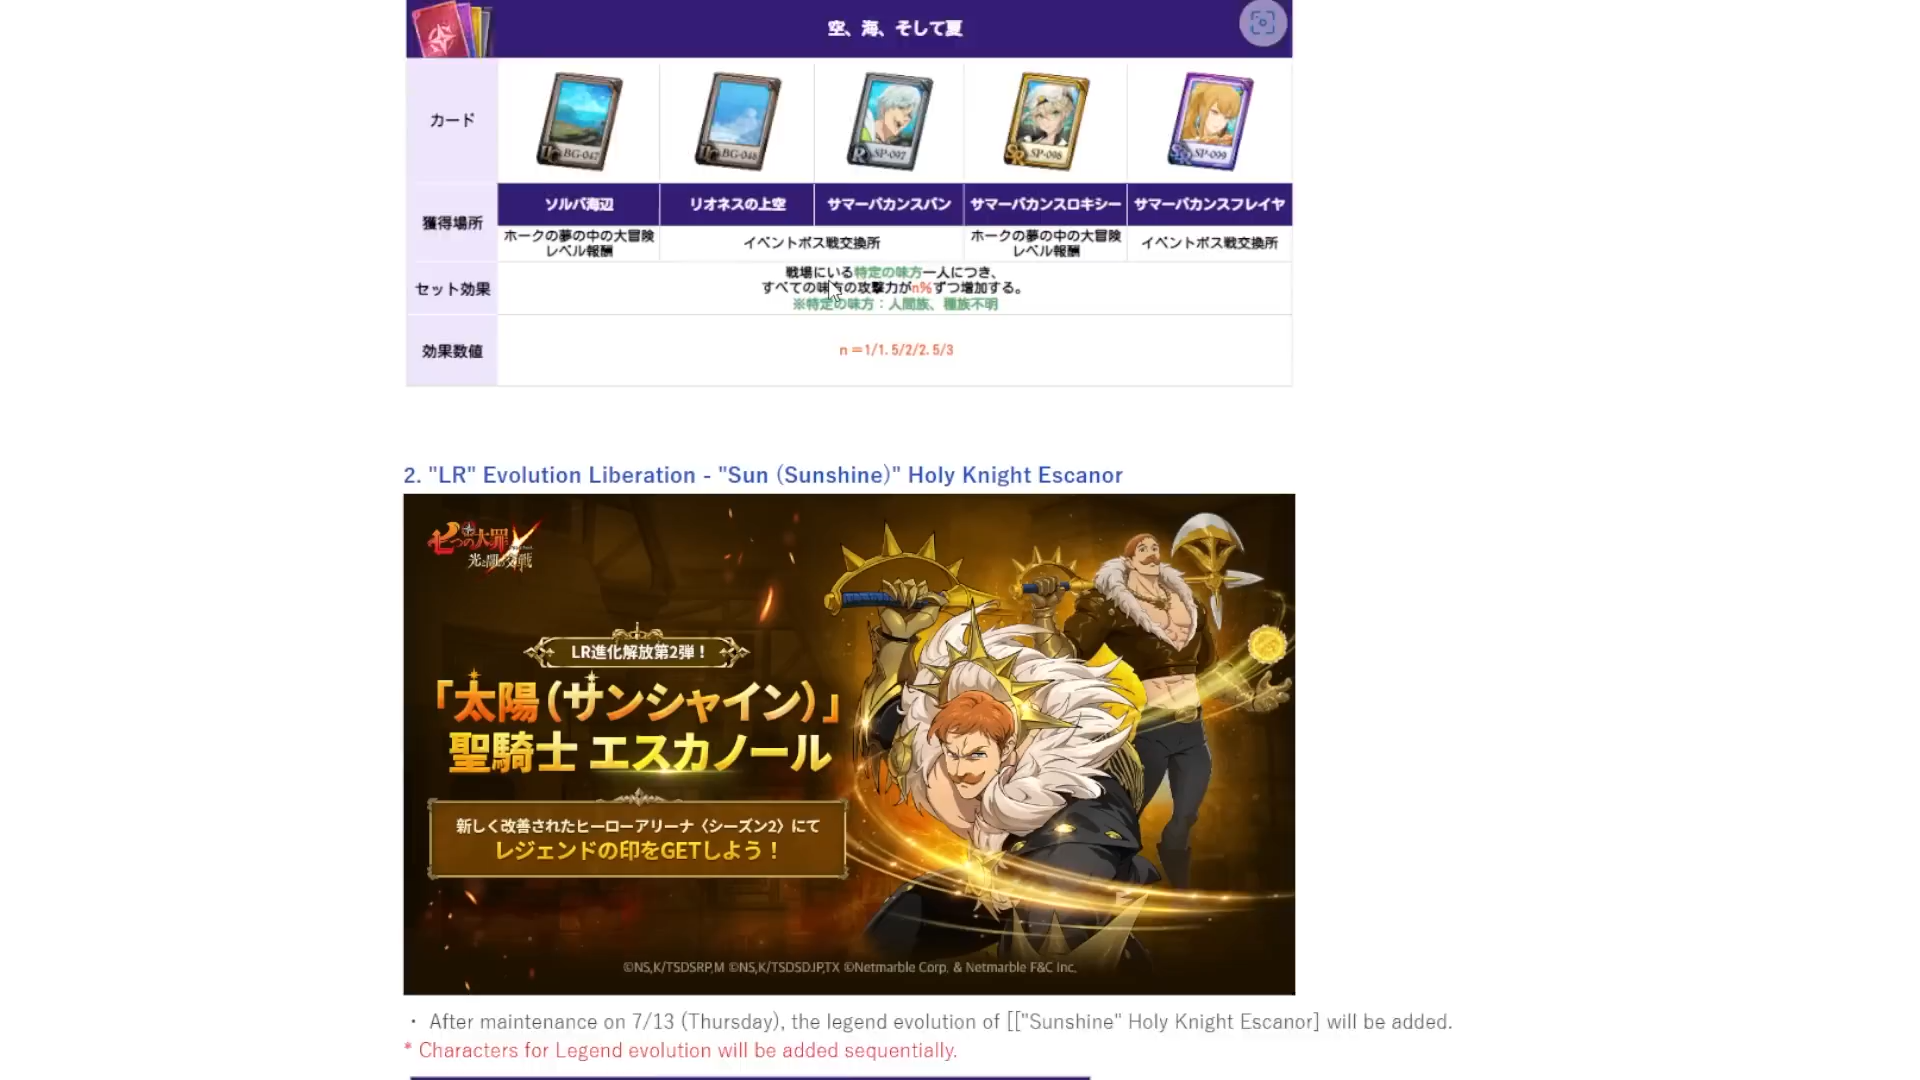 空、海、そして夏
カード
BG-047
BG-048
R SP-097
SR SP-098
SSR SP-099
獲得場所
ソルバ海辺
リオネスの上空
サマーバカンスバン
サマーバカンスロキシー
サマーバカンスフレイヤ
ホークの夢の中の大冒険
レベル報酬
イベントボス戦交換所
ホークの夢の中の大冒険
レベル報酬
イベントボス戦交換所
セット効果
戦場にいる特定の味方一人につき、
すべての味方の攻撃力がn%ずつ増加する。
※特定の味方：人間族、種族不明
効果数値
n＝1/1.5/2/2.5/3
2. "LR" Evolution Liberation - "Sun (Sunshine)" Holy Knight Escanor
七つの大罪
光と闇の交戦
LR進化解放第2弾！
「太陽（サンシャイン）」
聖騎士 エスカノール
新しく改善されたヒーローアリーナ〈シーズン2〉にて
レジェンドの印をGETしよう！
©NS,K/TSDSRP,M ©NS,K/TSDSDJP,TX ©Netmarble Corp. & Netmarble F&C Inc.
・ After maintenance on 7/13 (Thursday), the legend evolution of [["Sunshine" Holy Knight Escanor] will be added.
* Characters for Legend evolution will be added sequentially.